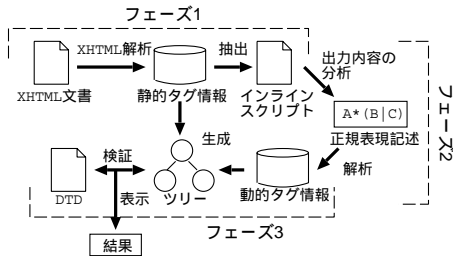 フェーズ1
XHTML解析
抽出
出力内容の
分析
XHTML文書
静的タグ情報
インライン
スクリプト
A*(B|C)
正規表現記述
フェーズ2
生成
解析
検証
DTD
表示
ツリー
動的タグ情報
フェーズ3
結果